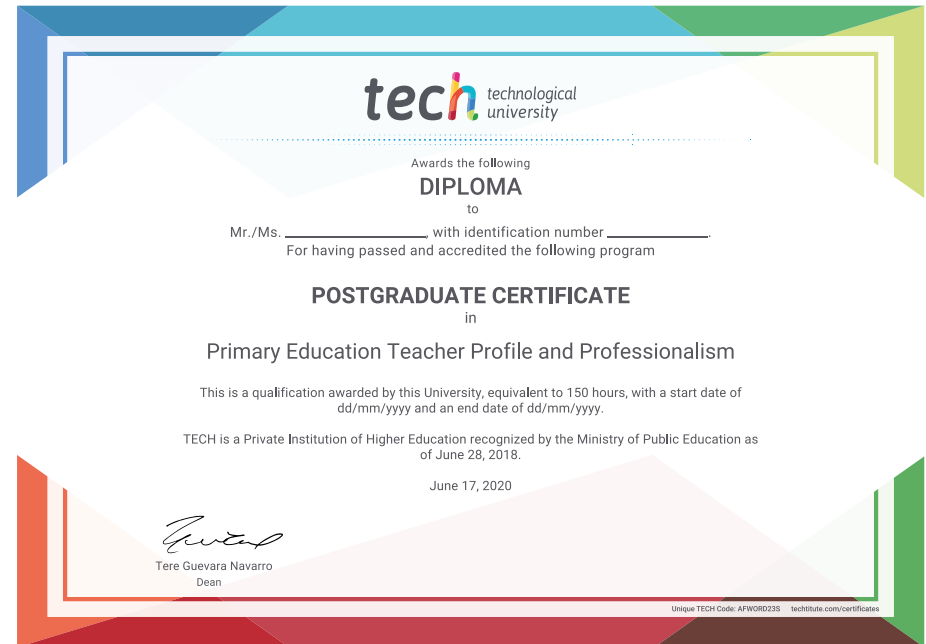 tech technological
university
Awards the following
DIPLOMA
to
Mr./Ms. ________________, with identification number ____________.
For having passed and accredited the following program
POSTGRADUATE CERTIFICATE
in
Primary Education Teacher Profile and Professionalism
This is a qualification awarded by this University, equivalent to 150 hours, with a start date of
dd/mm/yyyy and an end date of dd/mm/yyyy.
TECH is a Private Institution of Higher Education recognized by the Ministry of Public Education as
of June 28, 2018.
June 17, 2020
Tere Guevara Navarro
Dean
Unique TECH Code: AFWORD23S techtitute.com/certificates